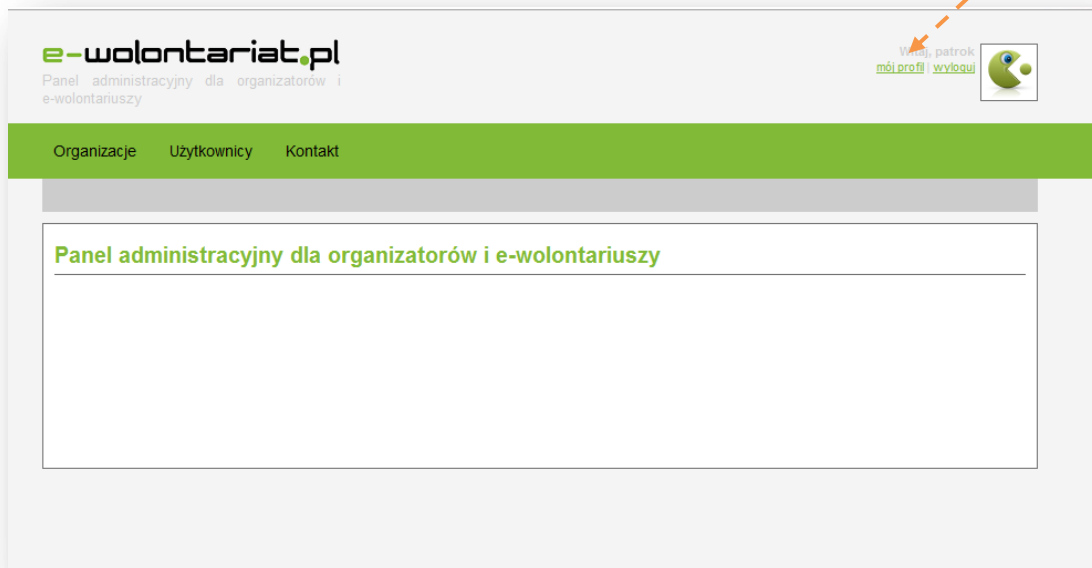 e-wolontariat.pl
Panel administracyjny dla organizatorów i
e-wolontariuszy
Witaj, patrok
mój profil | wyloguj
Organizacje Użytkownicy Kontakt
Panel administracyjny dla organizatorów i e-wolontariuszy